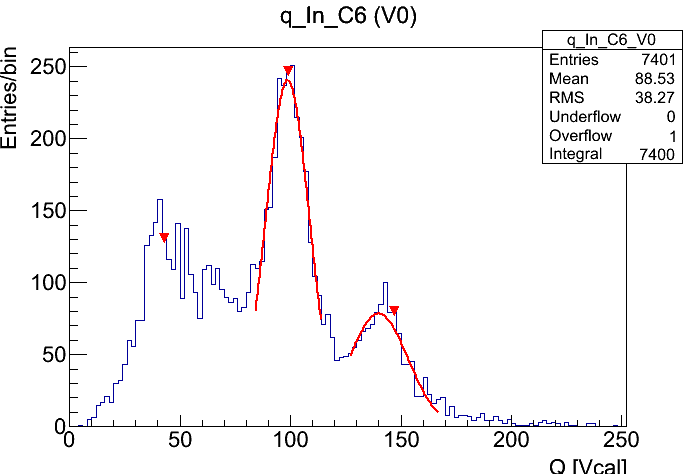 q_In_C6 (V0)
q_In_C6_V0
Entries 7401
Mean 88.53
RMS 38.27
Underflow 0
Overflow 1
Integral 7400
Entries/bin
250
200
150
100
50
0
0 50 100 150 200 250
Q [Vcal]